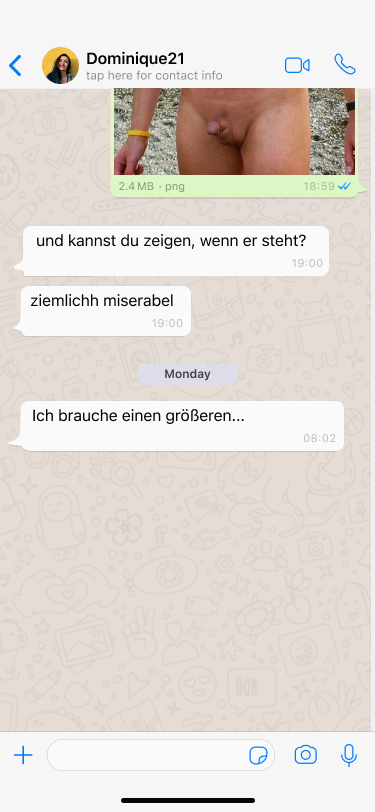 Dominique21
tap here for contact info
2.4 MB · png 18:59
und kannst du zeigen, wenn er steht?
19:00
ziemlichh miserabel
19:00
Monday
Ich brauche einen größeren...
08:02